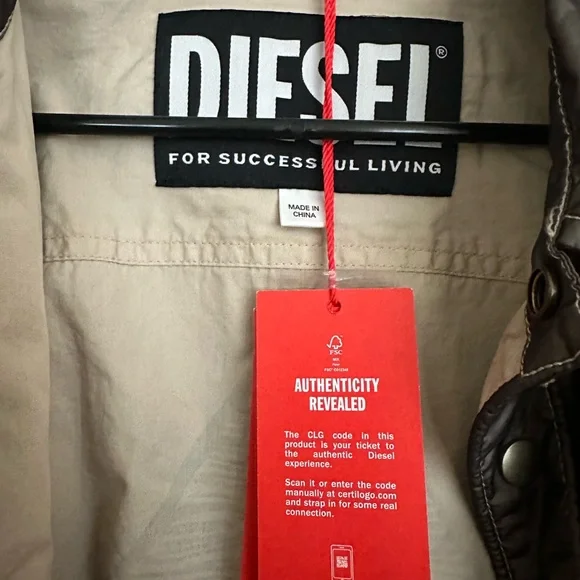 DIESEL®
FOR SUCCESSFUL LIVING
MADE IN
CHINA
FSC
AUTHENTICITY
REVEALED
The CLG code in this
product is your ticket to
the authentic Diesel
experience.
Scan it or enter the code
manually at certilogo.com
and strap in for some real
connection.